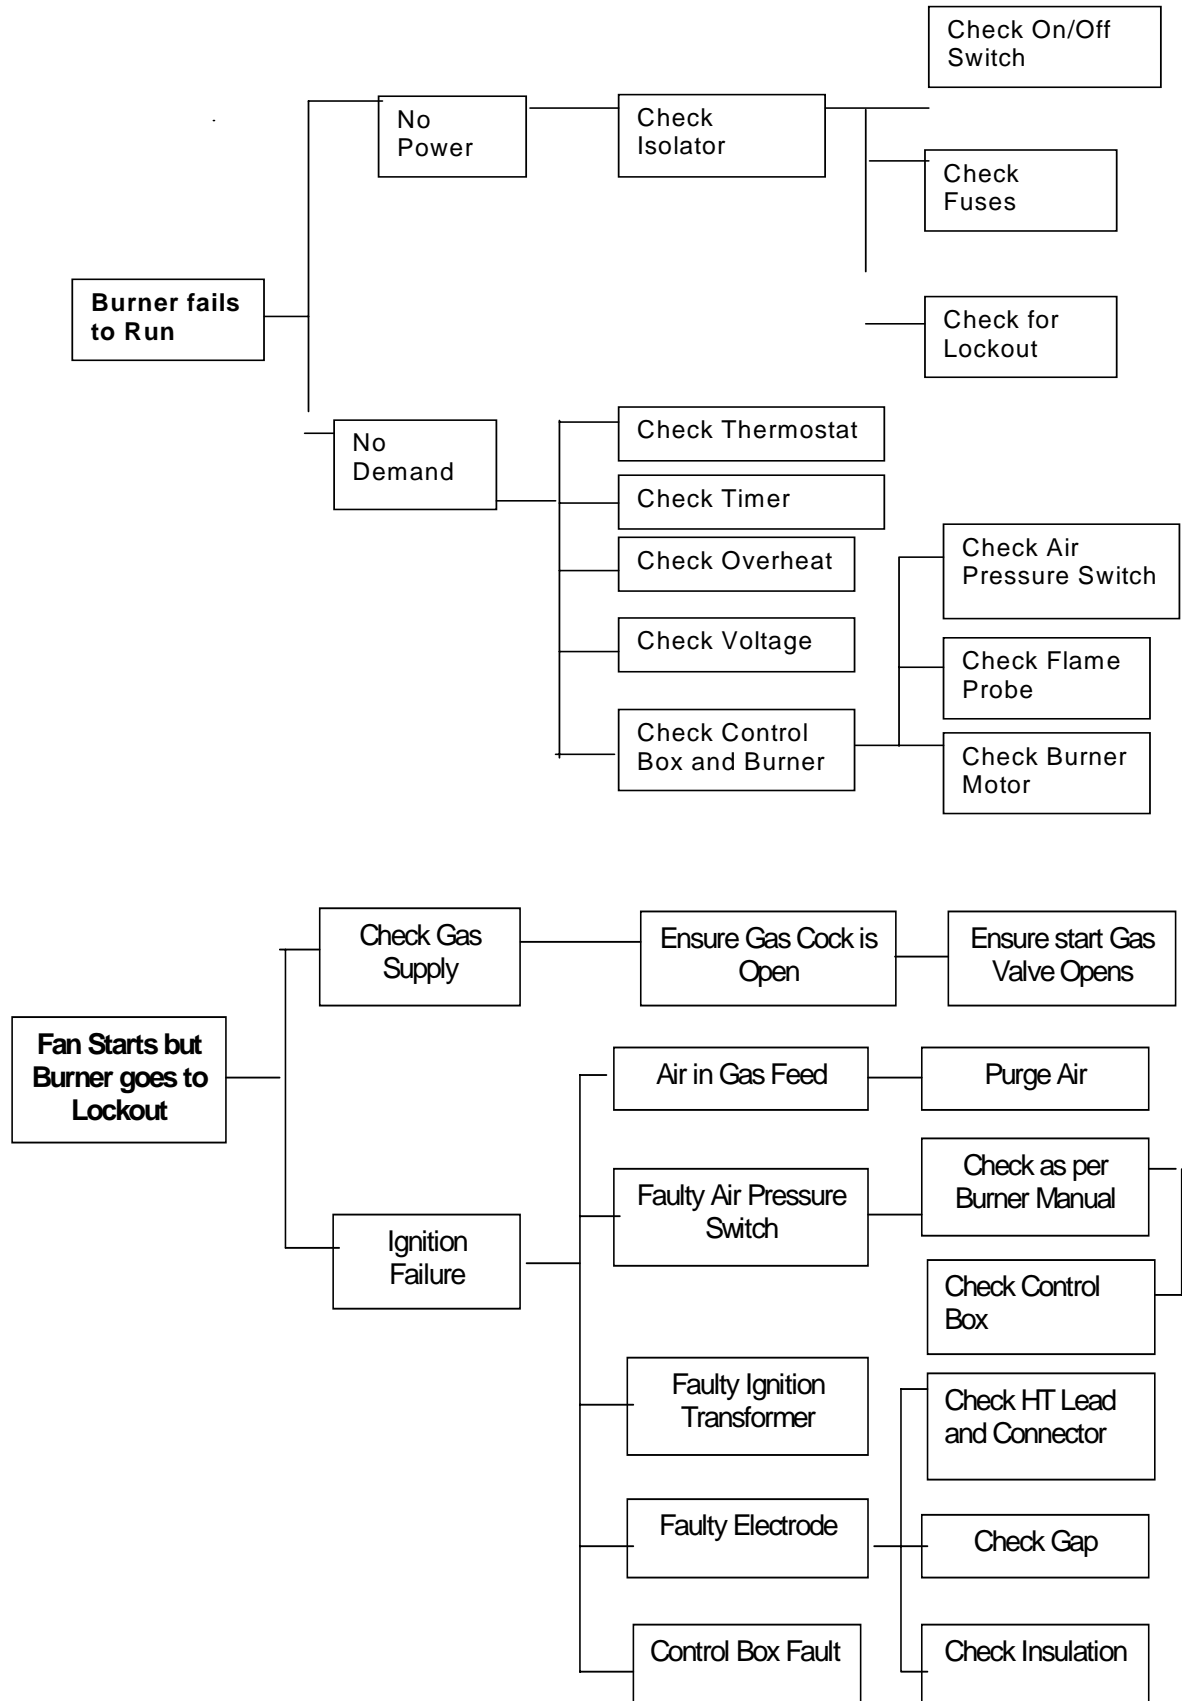 Check On/Off
Switch
No
Power
Check
Isolator
Check
Fuses
Burner fails
to Run
Check for
Lockout
No
Demand
Check Thermostat
Check Timer
Check Overheat
Check Voltage
Check Control
Box and Burner
Check Air
Pressure Switch
Check Flame
Probe
Check Burner
Motor
Check Gas
Supply
Ensure Gas Cock is
Open
Ensure start Gas
Valve Opens
Fan Starts but
Burner goes to
Lockout
Air in Gas Feed
Purge Air
Faulty Air Pressure
Switch
Check as per
Burner Manual
Ignition
Failure
Check Control
Box
Faulty Ignition
Transformer
Check HT Lead
and Connector
Faulty Electrode
Check Gap
Control Box Fault
Check Insulation